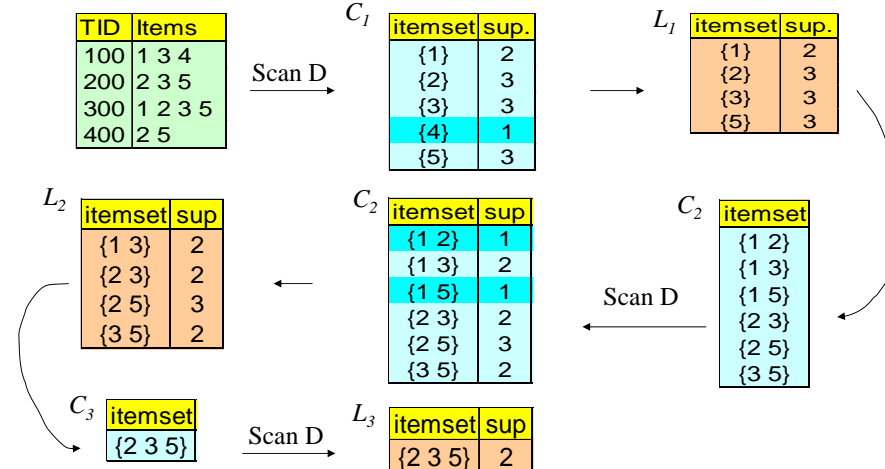 C1
TID Items
100 1 3 4
200 2 3 5
300 1 2 3 5
400 2 5
Scan D
itemset sup.
{1} 2
{2} 3
{3} 3
{4} 1
{5} 3
L1
itemset sup.
{1} 2
{2} 3
{3} 3
{5} 3
L2
itemset sup
{1 3} 2
{2 3} 2
{2 5} 3
{3 5} 2
C2
itemset sup
{1 2} 1
{1 3} 2
{1 5} 1
{2 3} 2
{2 5} 3
{3 5} 2
Scan D
C2
itemset
{1 2}
{1 3}
{1 5}
{2 3}
{2 5}
{3 5}
C3
itemset
{2 3 5}
Scan D
L3
itemset sup
{2 3 5} 2